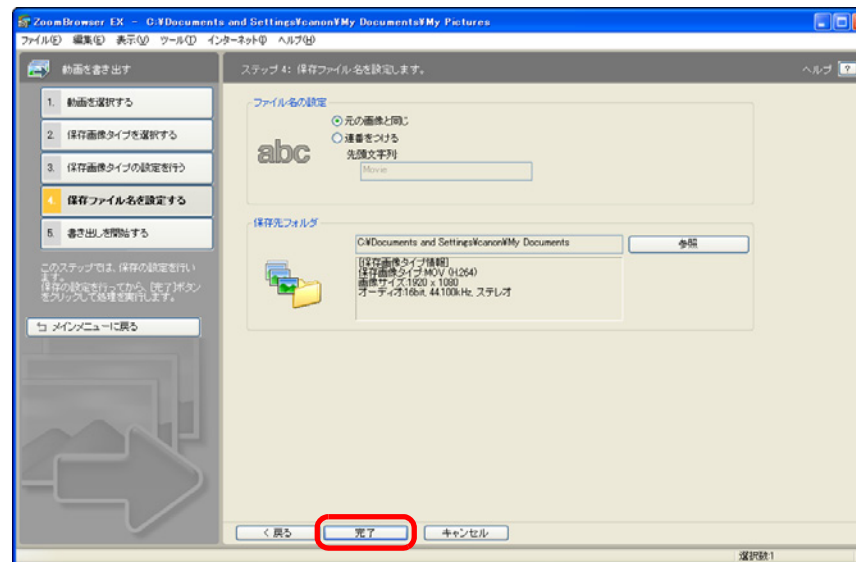 ZoomBrowser EX - C:¥Documents and Settings¥canon¥My Documents¥My Pictures
ファイル(F) 編集(E) 表示(V) ツール(T) インターネット(I) ヘルプ(H)
動画を書き出す
ステップ 4: 保存ファイル名を設定します。
ヘルプ ?
1. 動画を選択する
2. 保存画像タイプを選択する
3. 保存画像タイプの設定を行う
4. 保存ファイル名を設定する
5. 書き出しを開始する
このステップでは、保存の設定を行い
ます。
保存の設定を行ってから、[完了]ボタン
をクリックして処理を実行します。
メインメニューに戻る
ファイル名の設定
abc
元の画像と同じ
連番をつける
先頭文字列:
Movie
保存先フォルダ
C:¥Documents and Settings¥canon¥My Documents
参照
[保存画像タイプ情報]
保存画像タイプ:MOV (H.264)
画像サイズ:1920 x 1080
オーディオ:16bit, 44.100kHz, ステレオ
< 戻る
完了
キャンセル
選択数:1